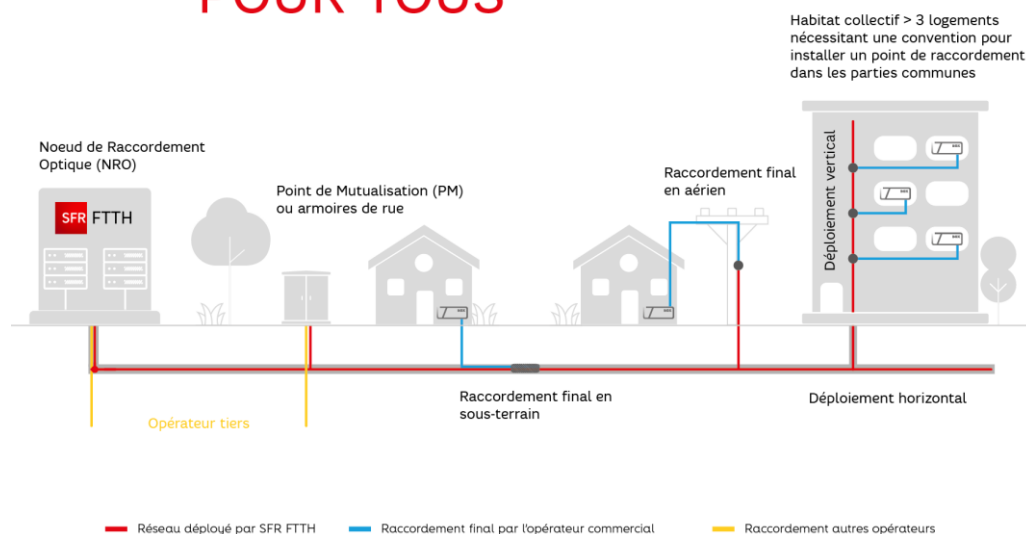 POUR TOUS
Habitat collectif > 3 logements
nécessitant une convention pour
installer un point de raccordement
dans les parties communes
Noeud de Raccordement
Optique (NRO)
SFR FTTH
Point de Mutualisation (PM)
ou armoires de rue
Raccordement final
en aérien
Déploiement vertical
Raccordement final en
sous-terrain
Déploiement horizontal
Opérateur tiers
Réseau déployé par SFR FTTH
Raccordement final par l'opérateur commercial
Raccordement autres opérateurs